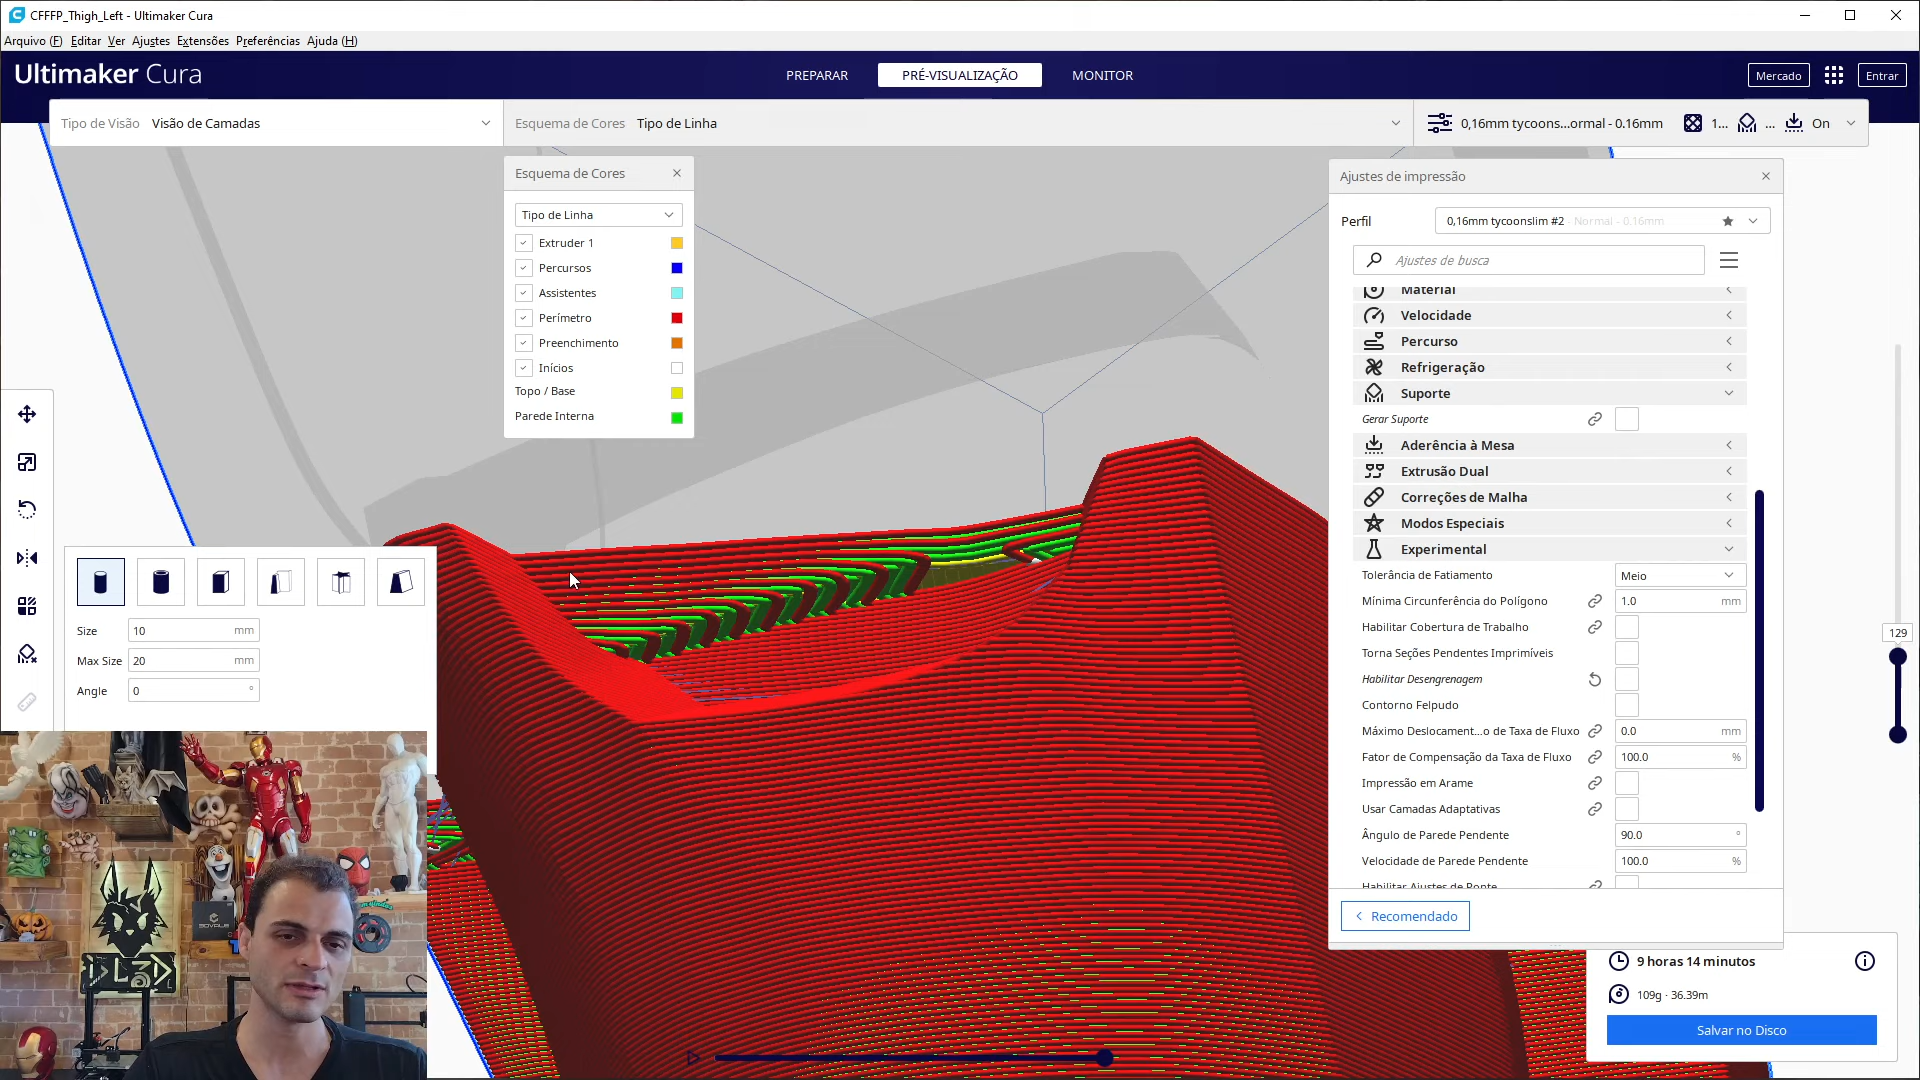 CFFFP_Thigh_Left - Ultimaker Cura
Arquivo (F) Editar Ver Ajustes Extensões Preferências Ajuda (H)
Ultimaker Cura
PREPARAR
PRÉ-VISUALIZAÇÃO
MONITOR
Mercado
Entrar
Tipo de Visão Visão de Camadas
Esquema de Cores Tipo de Linha
0,16mm tycoons...ormal - 0.16mm
1...
...
On
Esquema de Cores
Tipo de Linha
Extruder 1
Percursos
Assistentes
Perímetro
Preenchimento
Inícios
Topo / Base
Parede Interna
Size 10 mm
Max Size 20 mm
Angle 0 °
Ajustes de impressão
Perfil 0,16mm tycoonslim #2 - Normal - 0.16mm
Ajustes de busca
Material
Velocidade
Percurso
Refrigeração
Suporte
Gerar Suporte
Aderência à Mesa
Extrusão Dual
Correções de Malha
Modos Especiais
Experimental
Tolerância de Fatiamento Meio
Mínima Circunferência do Polígono 1.0 mm
Habilitar Cobertura de Trabalho
Torna Seções Pendentes Imprimíveis
Habilitar Desengrenagem
Contorno Felpudo
Máximo Deslocament...o de Taxa de Fluxo 0.0 mm
Fator de Compensação da Taxa de Fluxo 100.0 %
Impressão em Arame
Usar Camadas Adaptativas
Ângulo de Parede Pendente 90.0 °
Velocidade de Parede Pendente 100.0 %
Habilitar Ajustes de Ponte
Recomendado
129
9 horas 14 minutos
109g · 36.39m
Salvar no Disco
DL3D